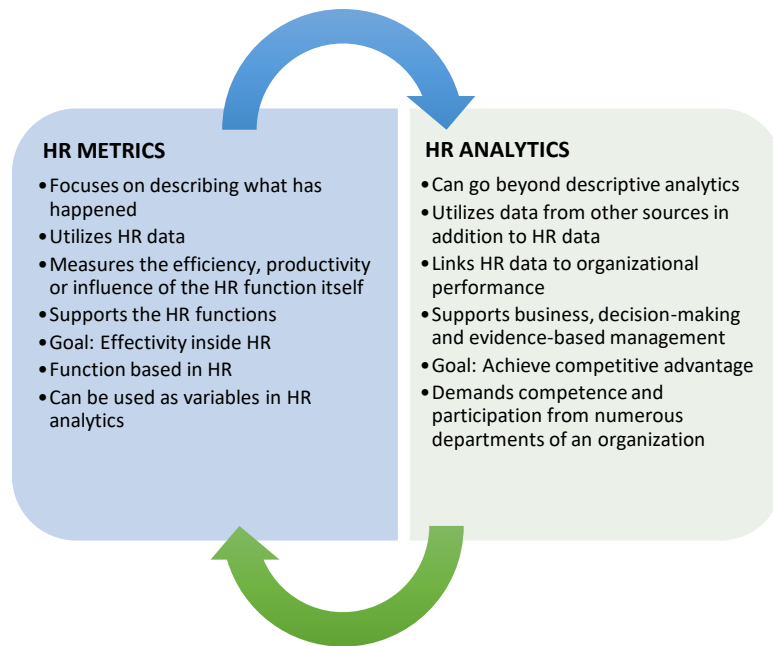 HR METRICS
•Focuses on describing what has
happened
•Utilizes HR data
•Measures the efficiency, productivity
or influence of the HR function itself
•Supports the HR functions
•Goal: Effectivity inside HR
•Function based in HR
•Can be used as variables in HR
analytics
HR ANALYTICS
•Can go beyond descriptive analytics
•Utilizes data from other sources in
addition to HR data
•Links HR data to organizational
performance
•Supports business, decision-making
and evidence-based management
•Goal: Achieve competitive advantage
•Demands competence and
participation from numerous
departments of an organization